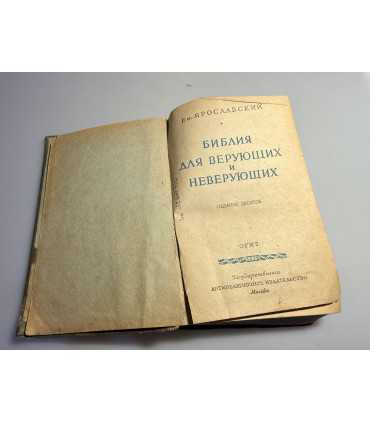 Ем. ЯРОСЛАВСКИЙ
БИБЛИЯ
ДЛЯ ВЕРУЮЩИХ
И
НЕВЕРУЮЩИХ
ОГИЗ
Государственное
АНТИРЕЛИГИОЗНОЕ ИЗДАТЕЛЬСТВО
Москва